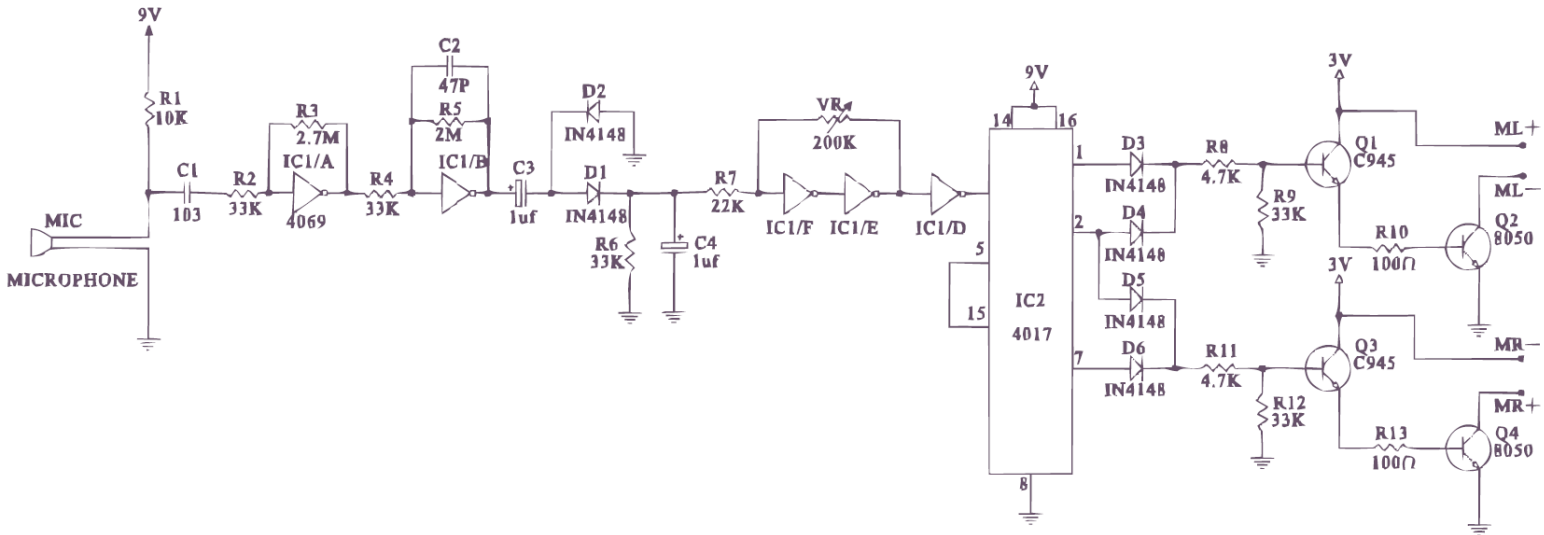 9V
R1
10K
MIC
MICROPHONE
C1
103
R2
33K
R3
2.7M
IC1/A
4069
R4
33K
C2
47P
R5
2M
IC1/B
C3
+
1uf
D2
IN4148
D1
IN4148
R6
33K
+
C4
1uf
R7
22K
VR
200K
IC1/F
IC1/E
IC1/D
9V
14
16
1
2
5
15
7
8
IC2
4017
D3
IN4148
D4
IN4148
D5
IN4148
D6
IN4148
R8
4.7K
R9
33K
3V
Q1
C945
ML+
ML−
R10
100Ω
Q2
8050
3V
R11
4.7K
R12
33K
Q3
C945
MR−
MR+
R13
100Ω
Q4
8050